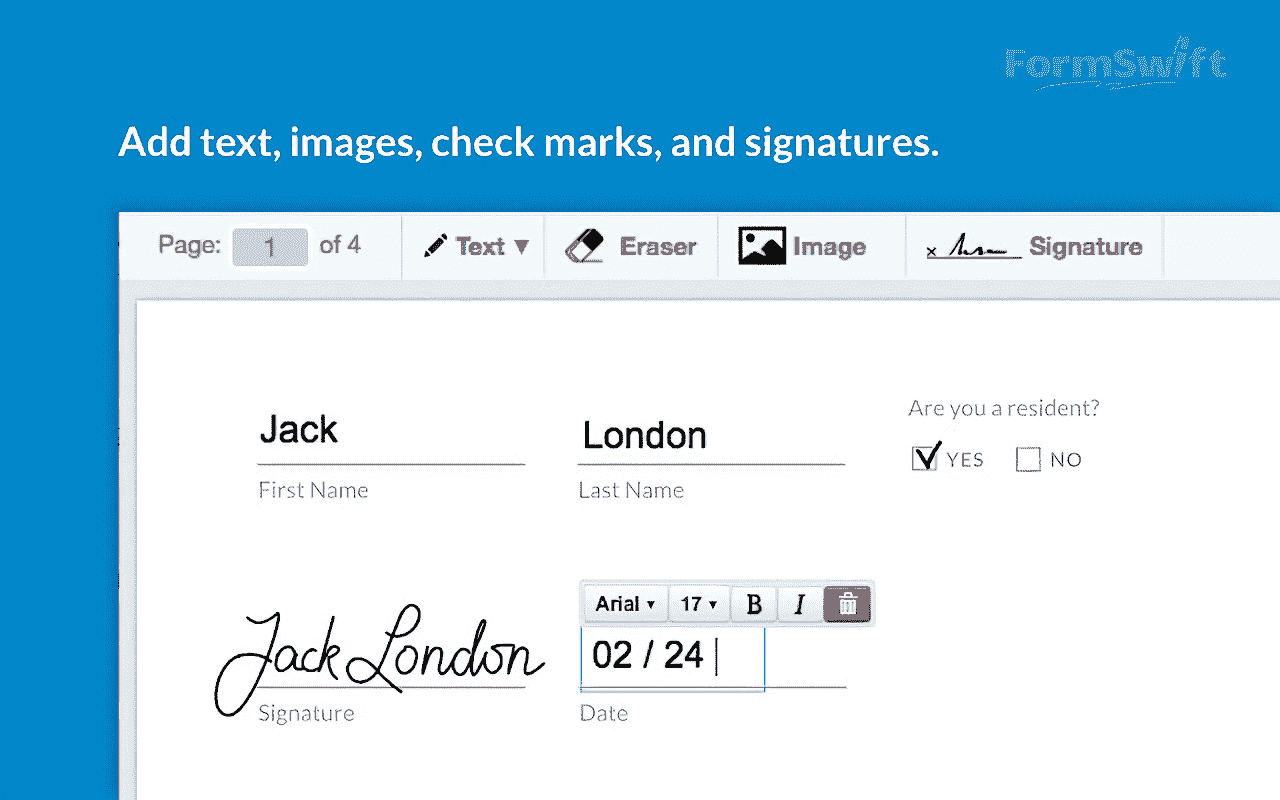 FormSwift
Add text, images, check marks, and signatures.
Page: 1 of 4 Text ▼ Eraser Image x Signature
Are you a resident?
Jack London
YES NO
First Name Last Name
Arial ▾ 17 ▾ B I
Jack London 02 / 24
Signature Date